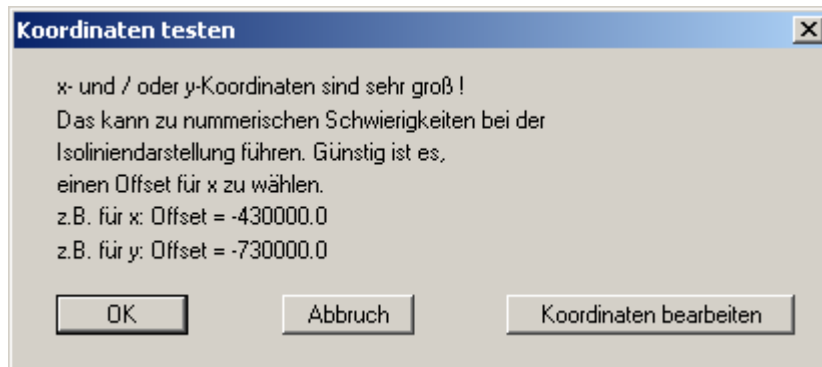 Koordinaten testen
x- und / oder y-Koordinaten sind sehr groß !
Das kann zu nummerischen Schwierigkeiten bei der
Isoliniendarstellung führen. Günstig ist es,
einen Offset für x zu wählen.
z.B. für x: Offset = -430000.0
z.B. für y: Offset = -730000.0
OK Abbruch Koordinaten bearbeiten